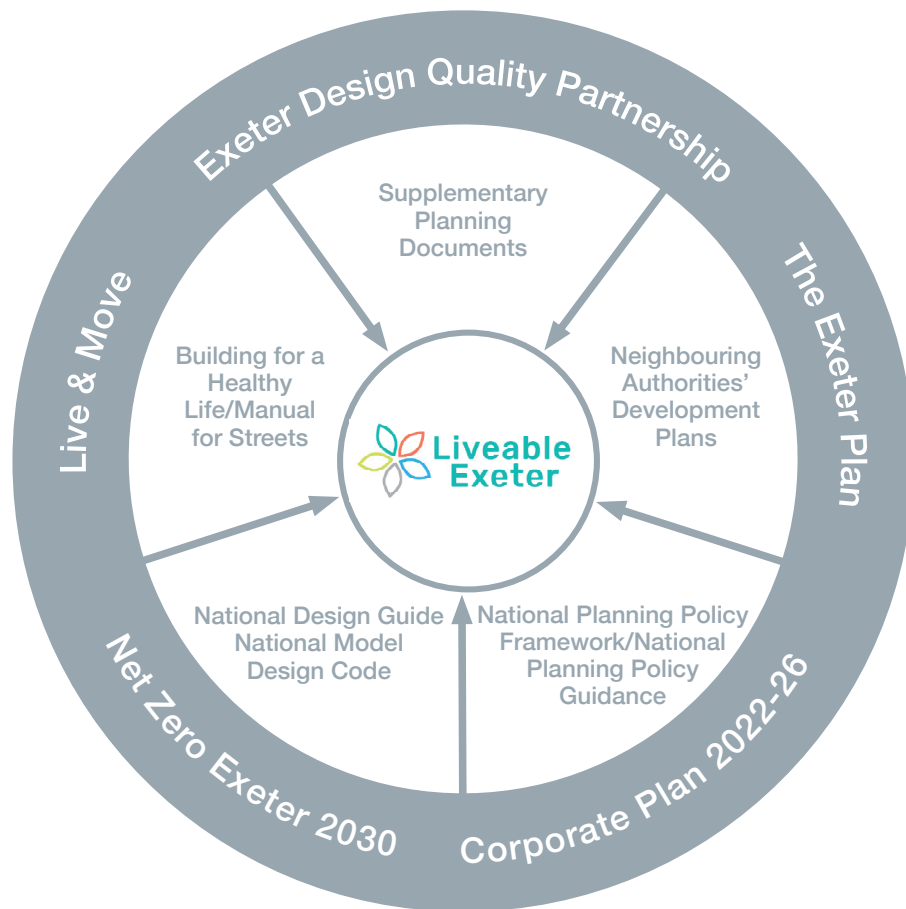 Exeter Design Quality Partnership
The Exeter Plan
Corporate Plan 2022-26
Net Zero Exeter 2030
Live & Move
Supplementary
Planning
Documents
Neighbouring
Authorities’
Development
Plans
National Planning Policy
Framework/National
Planning Policy
Guidance
National Design Guide
National Model
Design Code
Building for a
Healthy
Life/Manual
for Streets
Liveable
Exeter